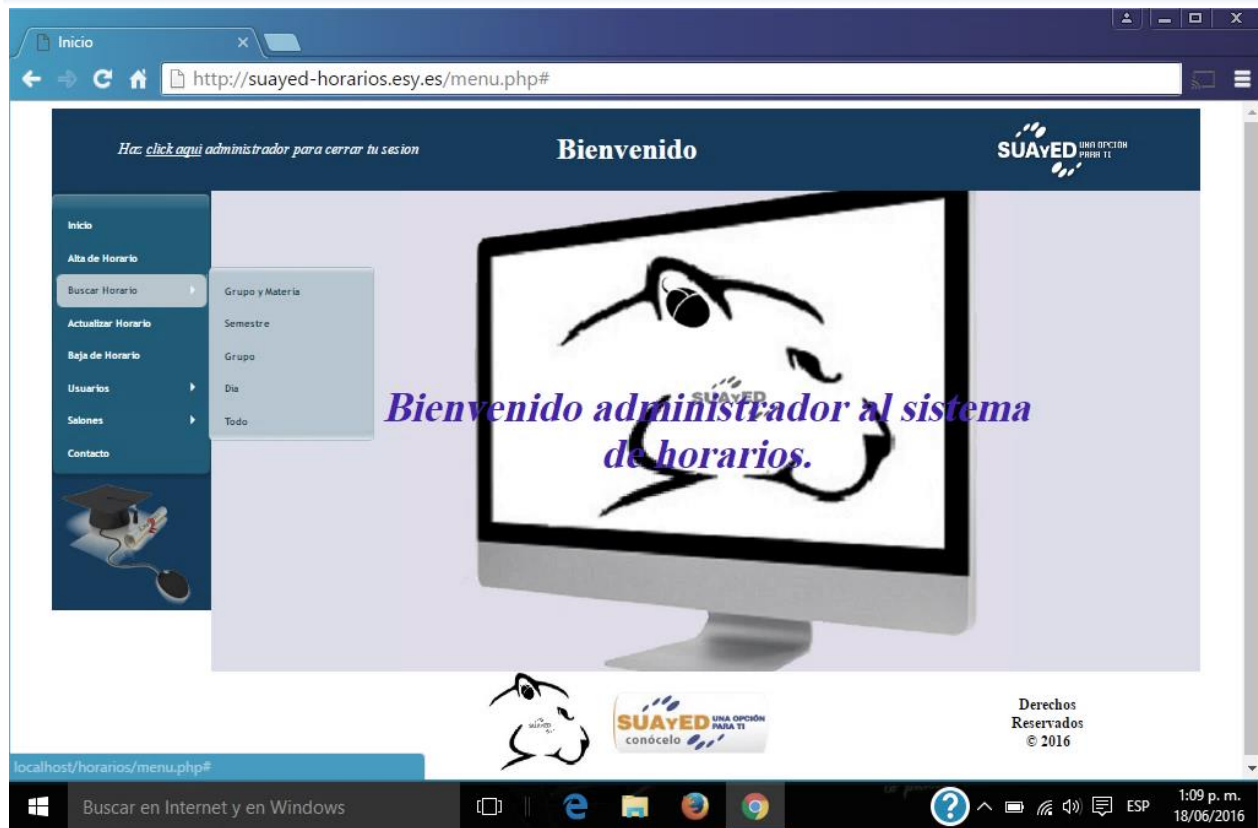 Inicio
http://suayed-horarios.esy.es/menu.php#
Haz click aqui administrador para cerrar tu sesion
Bienvenido
SUAyED UNA OPCIÓN
PARA TI
Inicio
Alta de Horario
Buscar Horario
Actualizar Horario
Baja de Horario
Usuarios
Salones
Contacto
Grupo y Materia
Semestre
Grupo
Dia
Todo
SUAyED
Bienvenido administrador al sistema
de horarios.
SUAyED
SUAyED UNA OPCIÓN
PARA TI
conócelo
Derechos
Reservados
© 2016
localhost/horarios/menu.php#
Buscar en Internet y en Windows
ESP
1:09 p. m.
18/06/2016